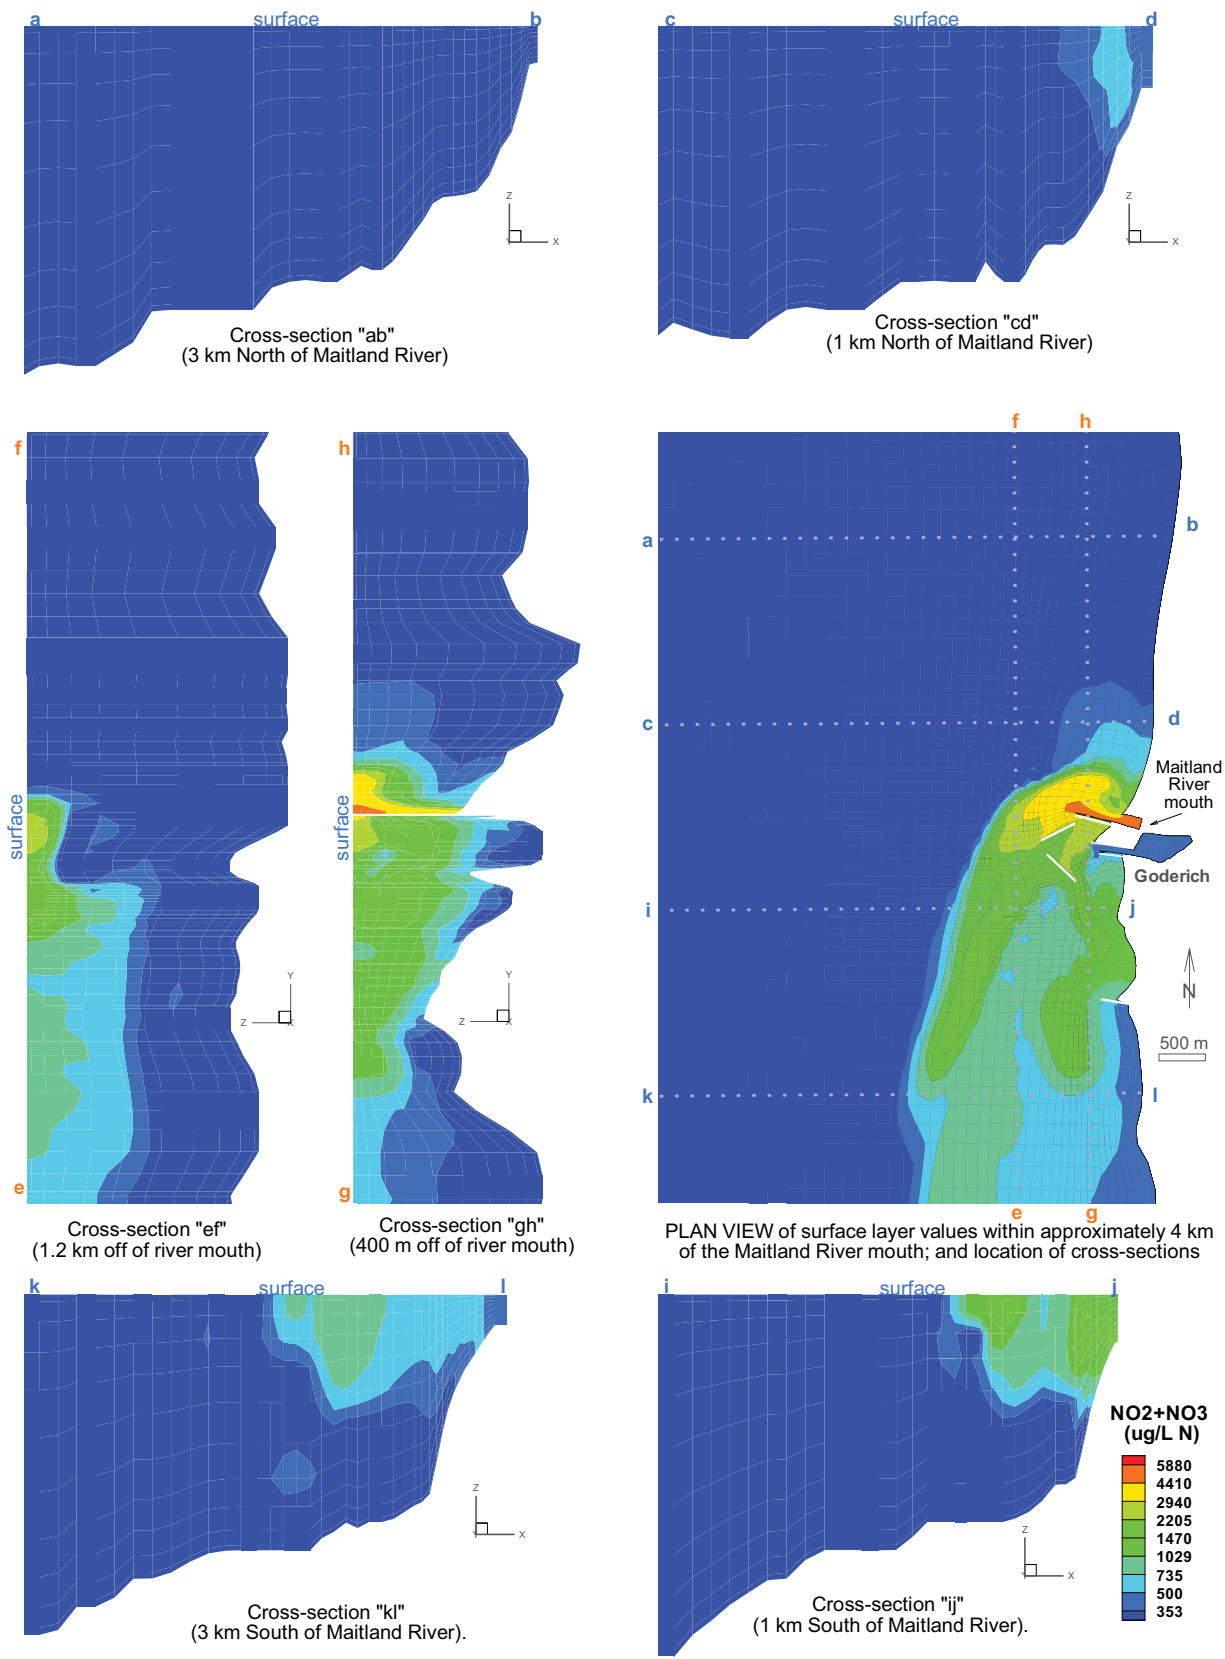 a surface b
z
x
Cross-section "ab"
(3 km North of Maitland River)
c surface d
z
x
Cross-section "cd"
(1 km North of Maitland River)
f
surface
e
Y
Z
X
Cross-section "ef"
(1.2 km off of river mouth)
h
surface
g
Y
Z
X
Cross-section "gh"
(400 m off of river mouth)
f h
a b
c d
Maitland
River
mouth
Goderich
i j
N
500 m
k l
e g
PLAN VIEW of surface layer values within approximately 4 km
of the Maitland River mouth; and location of cross-sections
k surface l
z
Y x
Cross-section "kl"
(3 km South of Maitland River).
i surface j
z
x
Cross-section "ij"
(1 km South of Maitland River).
NO2+NO3
(ug/L N)
5880
4410
2940
2205
1470
1029
735
500
353